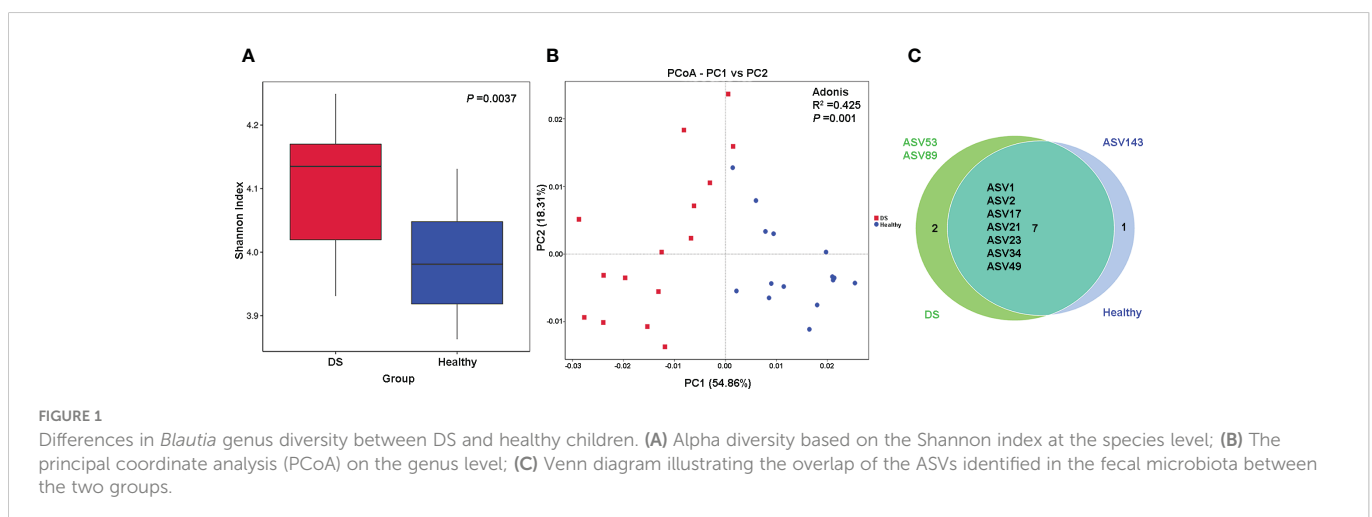 A
P =0.0037
4.2
4.1
4.0
3.9
Shannon Index
DS
Healthy
Group
B
PCoA - PC1 vs PC2
Adonis
R² =0.425
P =0.001
0.02
0.01
0.00
-0.01
PC2 (18.31%)
-0.03
-0.02
-0.01
0.00
0.01
0.02
PC1 (54.86%)
DS
Healthy
C
ASV53
ASV89
ASV143
ASV1
ASV2
ASV17
ASV21
ASV23
ASV34
ASV49
2
7
1
DS
Healthy
FIGURE 1
Differences in Blautia genus diversity between DS and healthy children. (A) Alpha diversity based on the Shannon index at the species level; (B) The
principal coordinate analysis (PCoA) on the genus level; (C) Venn diagram illustrating the overlap of the ASVs identified in the fecal microbiota between
the two groups.